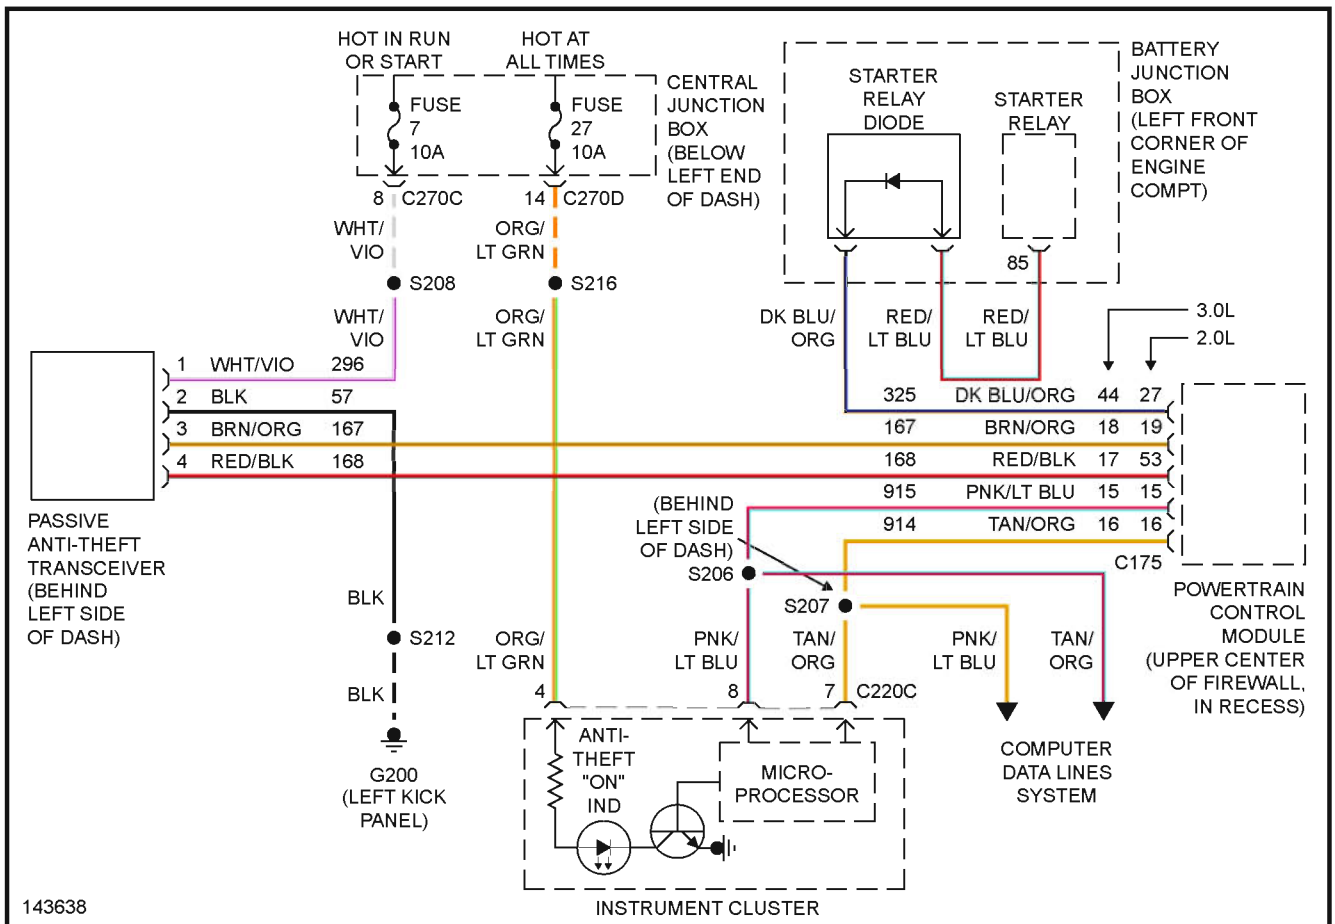 HOT IN RUN
OR START
HOT AT
ALL TIMES
FUSE
7
10A
FUSE
27
10A
CENTRAL
JUNCTION
BOX
(BELOW
LEFT END
OF DASH)
8 C270C
14 C270D
WHT/
VIO
ORG/
LT GRN
S208
S216
WHT/
VIO
ORG/
LT GRN
STARTER
RELAY
DIODE
STARTER
RELAY
BATTERY
JUNCTION
BOX
(LEFT FRONT
CORNER OF
ENGINE
COMPT)
85
DK BLU/
ORG
RED/
LT BLU
RED/
LT BLU
3.0L
2.0L
1 WHT/VIO 296
2 BLK 57
3 BRN/ORG 167
4 RED/BLK 168
325 DK BLU/ORG 44 27
167 BRN/ORG 18 19
168 RED/BLK 17 53
915 PNK/LT BLU 15 15
914 TAN/ORG 16 16
C175
PASSIVE
ANTI-THEFT
TRANSCEIVER
(BEHIND
LEFT SIDE
OF DASH)
(BEHIND
LEFT SIDE
OF DASH)
S206
S207
POWERTRAIN
CONTROL
MODULE
(UPPER CENTER
OF FIREWALL,
IN RECESS)
BLK
S212
BLK
G200
(LEFT KICK
PANEL)
ORG/
LT GRN
PNK/
LT BLU
TAN/
ORG
PNK/
LT BLU
TAN/
ORG
4 8 7 C220C
ANTI-
THEFT
"ON"
IND
MICRO-
PROCESSOR
COMPUTER
DATA LINES
SYSTEM
INSTRUMENT CLUSTER
143638